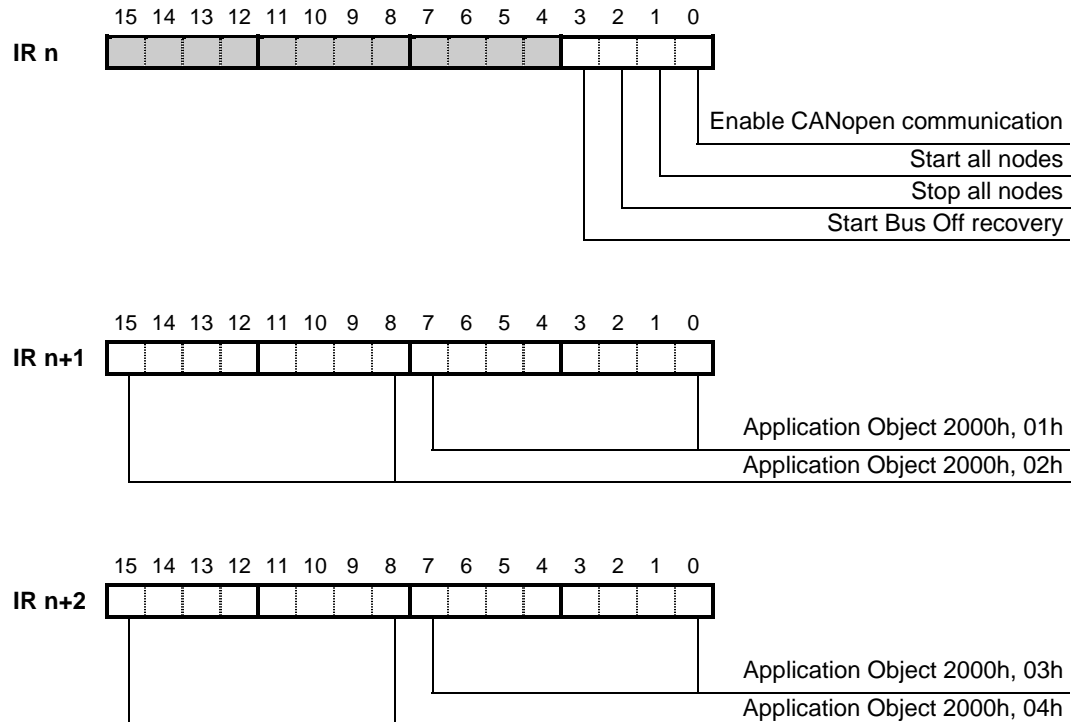 15 14 13 12 11 10 9 8 7 6 5 4 3 2 1 0
IR n
Enable CANopen communication
Start all nodes
Stop all nodes
Start Bus Off recovery
15 14 13 12 11 10 9 8 7 6 5 4 3 2 1 0
IR n+1
Application Object 2000h, 01h
Application Object 2000h, 02h
15 14 13 12 11 10 9 8 7 6 5 4 3 2 1 0
IR n+2
Application Object 2000h, 03h
Application Object 2000h, 04h